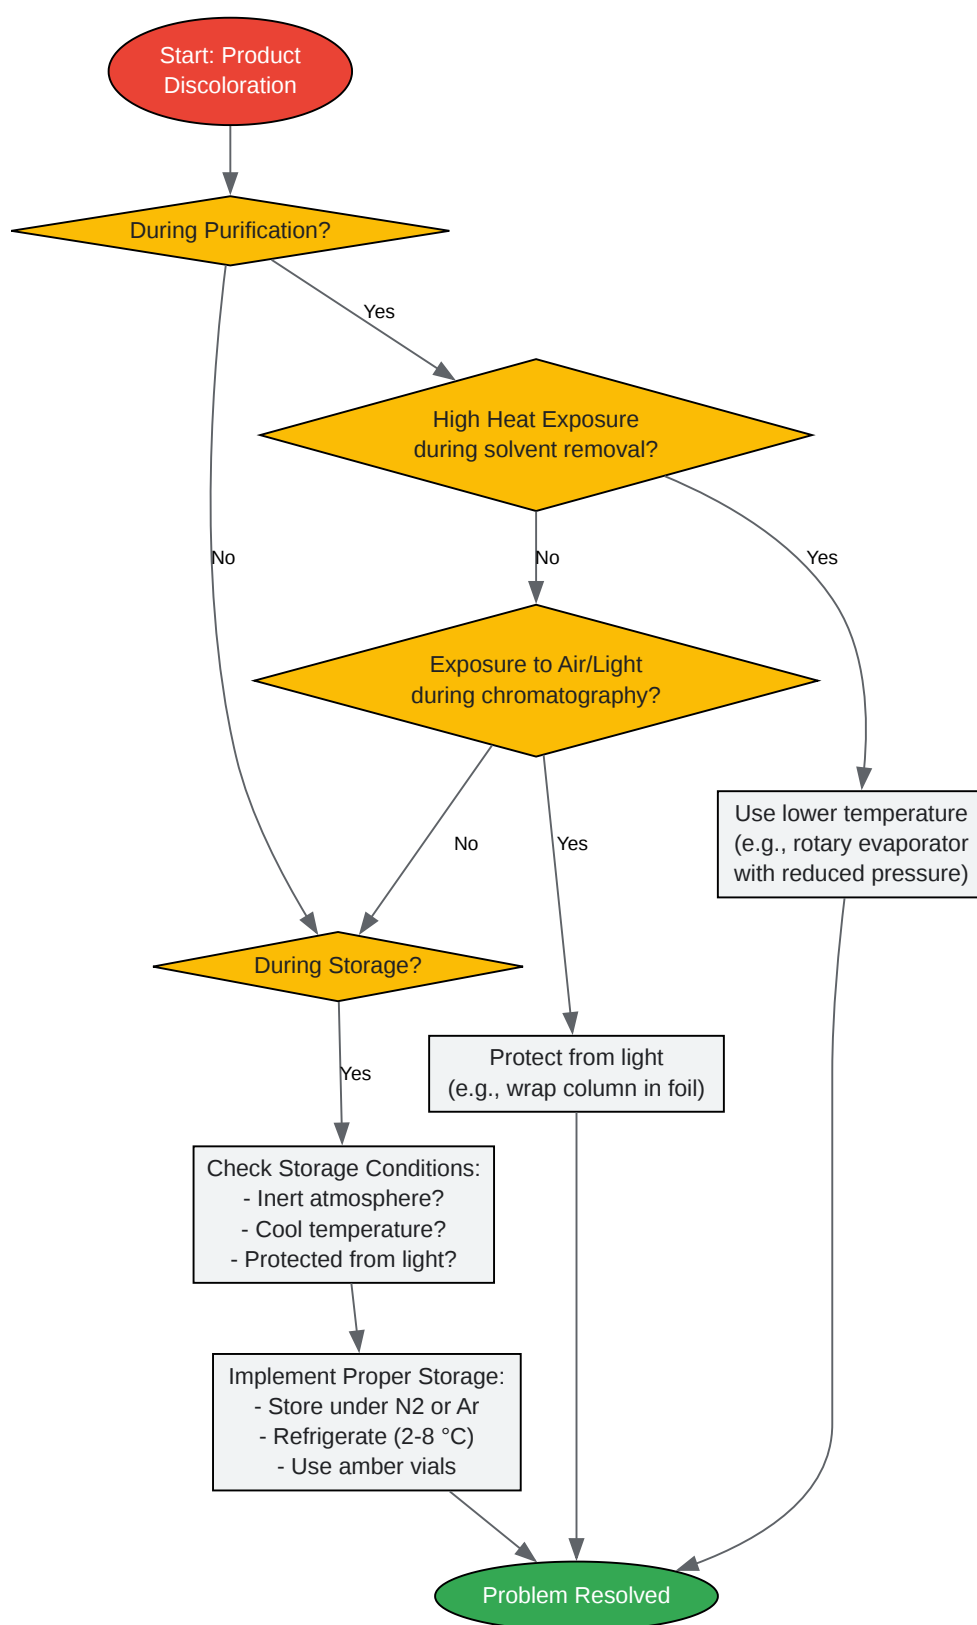 Start: Product
Discoloration
During Purification?
Yes
High Heat Exposure
during solvent removal?
No
No
Yes
Exposure to Air/Light
during chromatography?
Use lower temperature
(e.g., rotary evaporator
with reduced pressure)
No
Yes
During Storage?
Protect from light
(e.g., wrap column in foil)
Yes
Check Storage Conditions:
- Inert atmosphere?
- Cool temperature?
- Protected from light?
Implement Proper Storage:
- Store under N2 or Ar
- Refrigerate (2-8 °C)
- Use amber vials
Problem Resolved